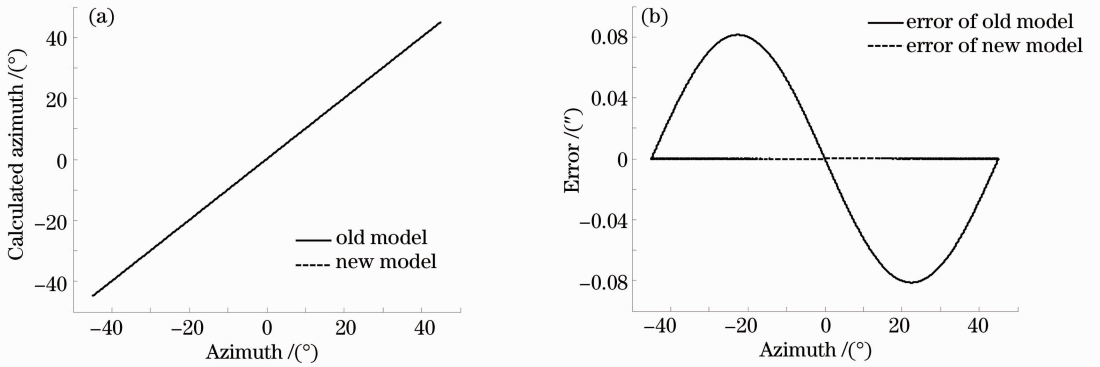 (a)
Calculated azimuth /(°)
40
20
0
−20
−40
old model
new model
−40
−20
0
20
40
Azimuth /(°)
(b)
Error /(″)
0.08
0.04
0
−0.04
−0.08
error of old model
error of new model
−40
−20
0
20
40
Azimuth /(°)